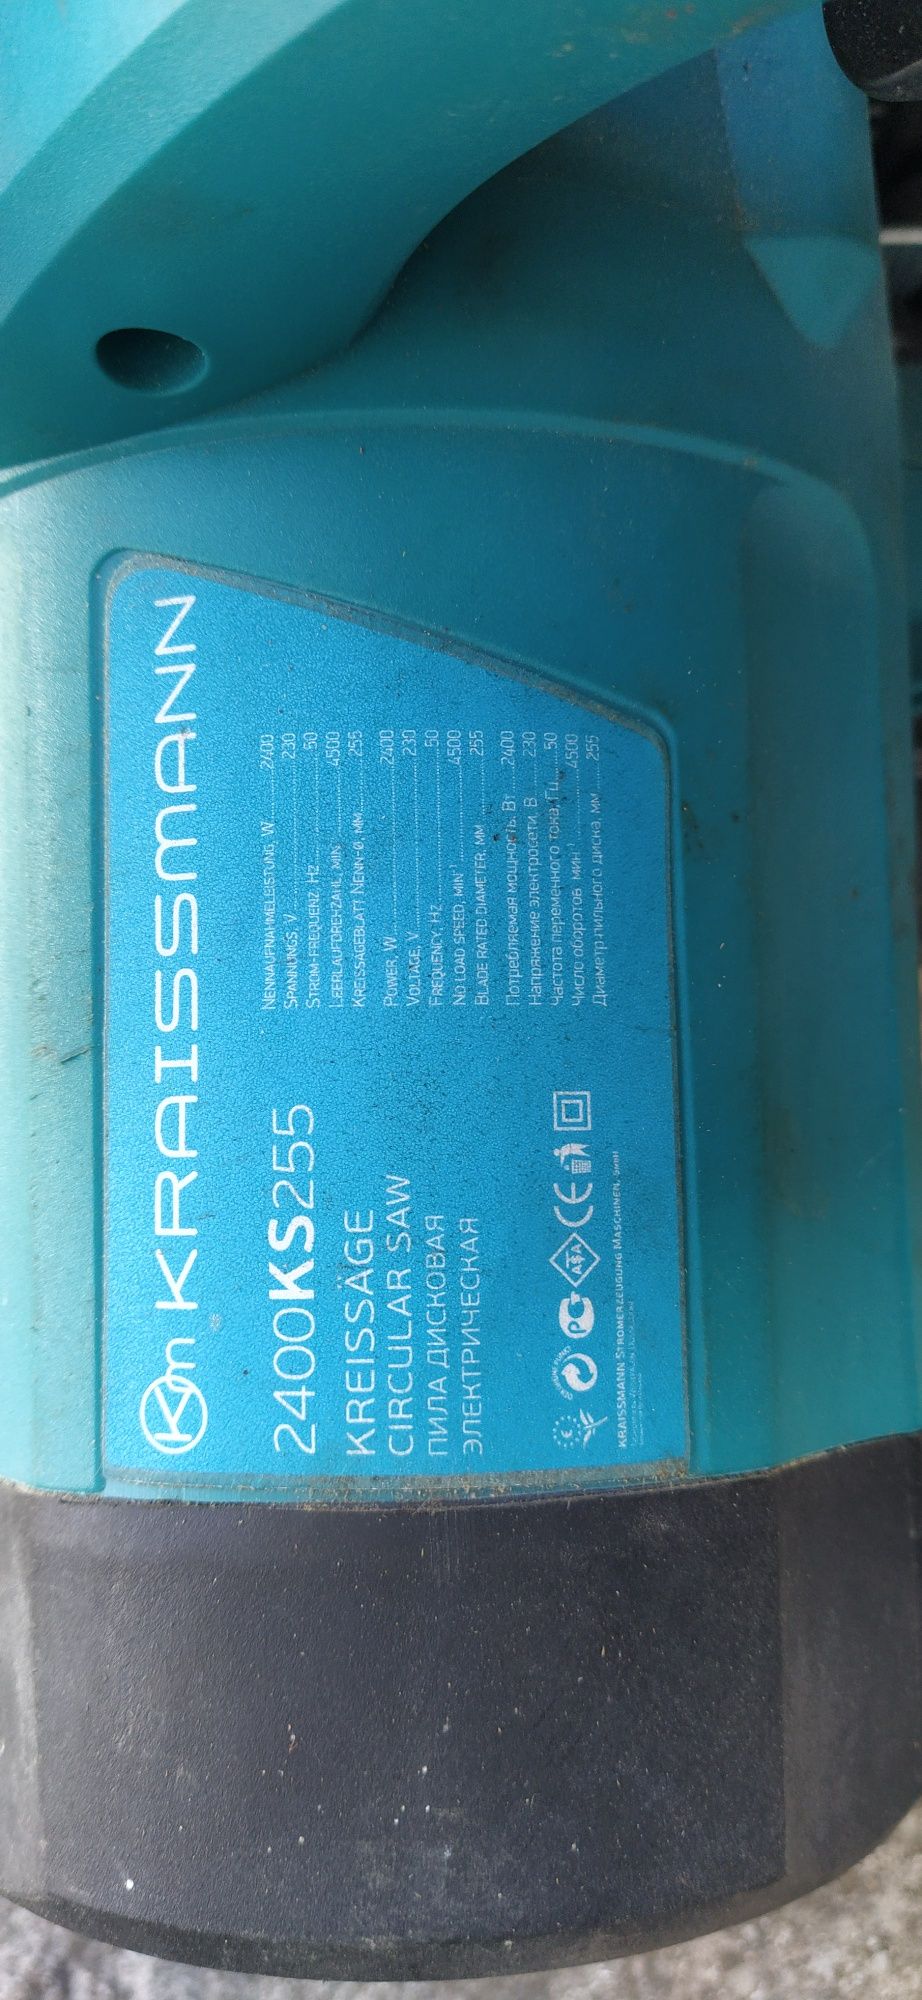 Km KRAISSMANN
2400KS255
KREISSÄGE
CIRCULAR SAW
ПИЛА ДИСКОВАЯ
ЭЛЕКТРИЧЕСКАЯ
NENNAUFNAHMELEISTUNG, W 2400
SPANNUNGS V 230
STROM-FREQUENZ, HZ 50
LEERLAUFDREHZAHL, MIN 4500
KREISSÄGEBLATT NENN-Ø, MM 255
POWER, W 2400
VOLTAGE, V 230
FREQUENCY, HZ 50
NO LOAD SPEED, MIN⁻¹ 4500
BLADE RATED DIAMETER, MM 255
Потребляемая мощность, Вт 2400
Напряжение электросети, В 230
Частота переменного тока, Гц 50
Число оборотов, мин⁻¹ 4500
Диаметр пильного диска, мм 255
CE
KRAISSMANN STROMERZEUGUNG MASCHINEN, GMBH